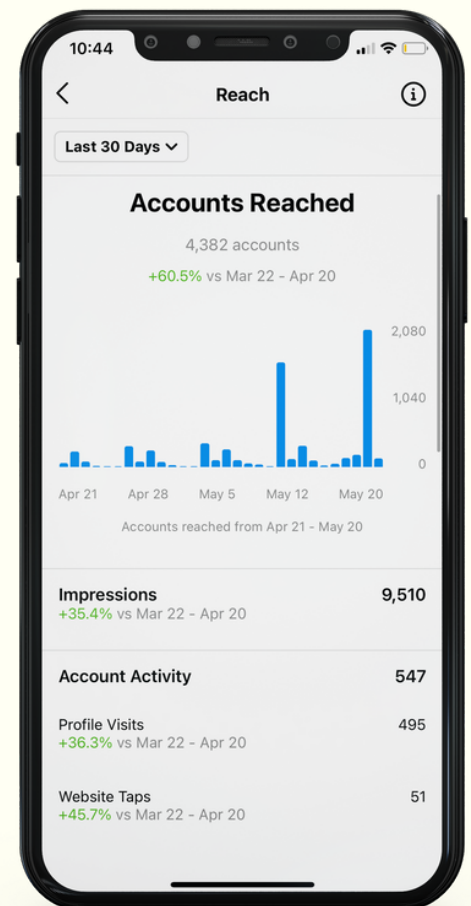 10:44
Reach
Last 30 Days
Accounts Reached
4,382 accounts
+60.5% vs Mar 22 - Apr 20
2,080
1,040
0
Apr 21 Apr 28 May 5 May 12 May 20
Accounts reached from Apr 21 - May 20
Impressions 9,510
+35.4% vs Mar 22 - Apr 20
Account Activity 547
Profile Visits 495
+36.3% vs Mar 22 - Apr 20
Website Taps 51
+45.7% vs Mar 22 - Apr 20